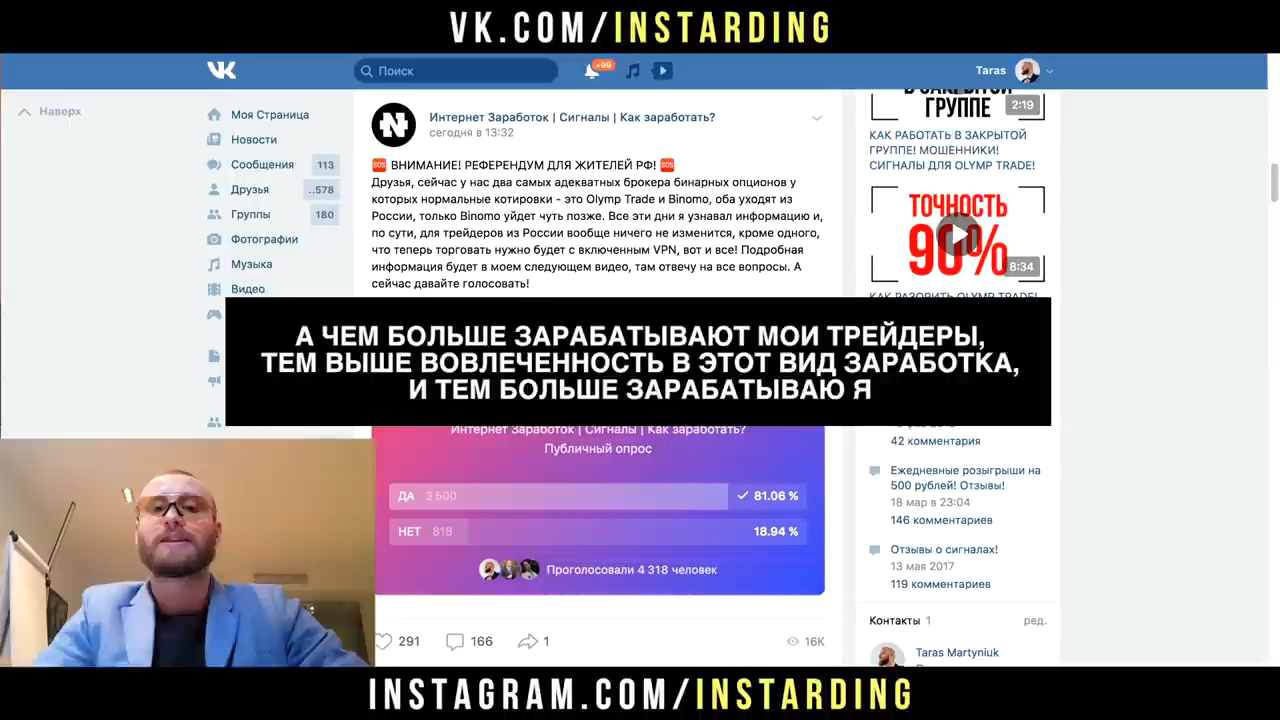 VK.COM/INSTARDING
Поиск
+99
Taras
Наверх
Моя Страница
Новости
Сообщения 113
Друзья ..578
Группы 180
Фотографии
Музыка
Видео
Интернет Заработок | Сигналы | Как заработать?
сегодня в 13:32
🆘 ВНИМАНИЕ! РЕФЕРЕНДУМ ДЛЯ ЖИТЕЛЕЙ РФ! 🆘
Друзья, сейчас у нас два самых адекватных брокера бинарных опционов у
которых нормальные котировки - это Olymp Trade и Binomo, оба уходят из
России, только Binomo уйдет чуть позже. Все эти дни я узнавал информацию и,
по сути, для трейдеров из России вообще ничего не изменится, кроме одного,
что теперь торговать нужно будет с включенным VPN, вот и все! Подробная
информация будет в моем следующем видео, там отвечу на все вопросы. А
сейчас давайте голосовать!
А ЧЕМ БОЛЬШЕ ЗАРАБАТЫВАЮТ МОИ ТРЕЙДЕРЫ,
ТЕМ ВЫШЕ ВОВЛЕЧЕННОСТЬ В ЭТОТ ВИД ЗАРАБОТКА,
И ТЕМ БОЛЬШЕ ЗАРАБАТЫВАЮ Я
Интернет Заработок | Сигналы | Как заработать?
Публичный опрос
ДА 3 500 81.06 %
НЕТ 818 18.94 %
Проголосовали 4 318 человек
291 166 1 16K
В ЗАКРЫТОЙ
ГРУППЕ
2:19
КАК РАБОТАТЬ В ЗАКРЫТОЙ
ГРУППЕ! МОШЕННИКИ!
СИГНАЛЫ ДЛЯ OLYMP TRADE!
ТОЧНОСТЬ
90%
8:34
КАК РАЗОРИТЬ OLYMP TRADE!
42 комментария
Ежедневные розыгрыши на
500 рублей! Отзывы!
18 мар в 23:04
146 комментариев
Отзывы о сигналах!
13 мая 2017
119 комментариев
Контакты 1 ред.
Taras Martyniuk
INSTAGRAM.COM/INSTARDING